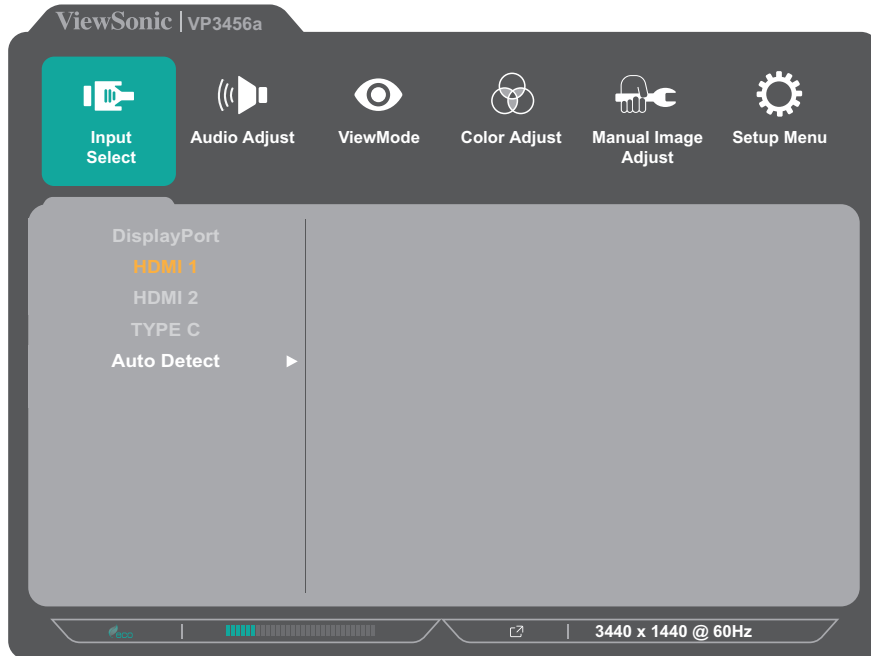 ViewSonic | VP3456a
Input Select
Audio Adjust
ViewMode
Color Adjust
Manual Image Adjust
Setup Menu
DisplayPort
HDMI 1
HDMI 2
TYPE C
Auto Detect
eco
3440 x 1440 @ 60Hz